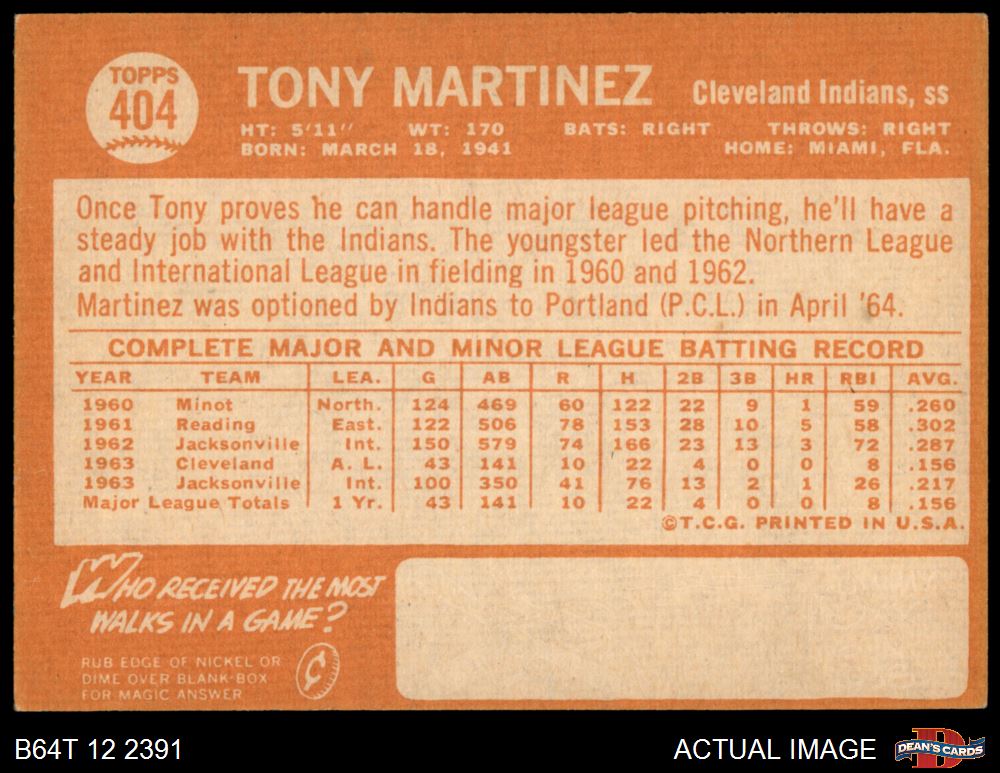 TOPPS
404
TONY MARTINEZ Cleveland Indians, ss
HT: 5'11" WT: 170 BATS: RIGHT THROWS: RIGHT
BORN: MARCH 18, 1941 HOME: MIAMI, FLA.
Once Tony proves he can handle major league pitching, he'll have a
steady job with the Indians. The youngster led the Northern League
and International League in fielding in 1960 and 1962.
Martinez was optioned by Indians to Portland (P.C.L.) in April '64.
COMPLETE MAJOR AND MINOR LEAGUE BATTING RECORD
YEAR TEAM LEA. G AB R H 2B 3B HR RBI AVG.
1960 Minot North. 124 469 60 122 22 9 1 59 .260
1961 Reading East. 122 506 78 153 28 10 5 58 .302
1962 Jacksonville Int. 150 579 74 166 23 13 3 72 .287
1963 Cleveland A. L. 43 141 10 22 4 0 0 8 .156
1963 Jacksonville Int. 100 350 41 76 13 2 1 26 .217
Major League Totals 1 Yr. 43 141 10 22 4 0 0 8 .156
©T.C.G. PRINTED IN U.S.A.
WHO RECEIVED THE MOST
WALKS IN A GAME?
RUB EDGE OF NICKEL OR
DIME OVER BLANK-BOX
FOR MAGIC ANSWER
¢
B64T 12 2391 ACTUAL IMAGE
D
DEAN'S CARDS